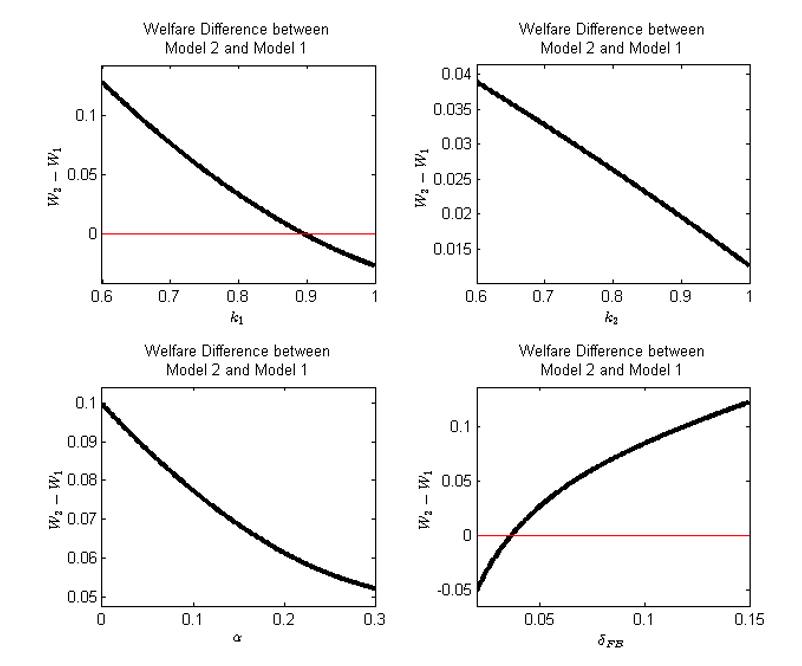 Welfare Difference between
Model 2 and Model 1
0.1
0.05
0
W₂ − W₁
0.6 0.7 0.8 0.9 1
k₁
Welfare Difference between
Model 2 and Model 1
0.04
0.035
0.03
0.025
0.02
0.015
W₂ − W₁
0.6 0.7 0.8 0.9 1
k₂
Welfare Difference between
Model 2 and Model 1
0.1
0.09
0.08
0.07
0.06
0.05
W₂ − W₁
0 0.1 0.2 0.3
α
Welfare Difference between
Model 2 and Model 1
0.1
0.05
0
-0.05
W₂ − W₁
0.05 0.1 0.15
δ_FB